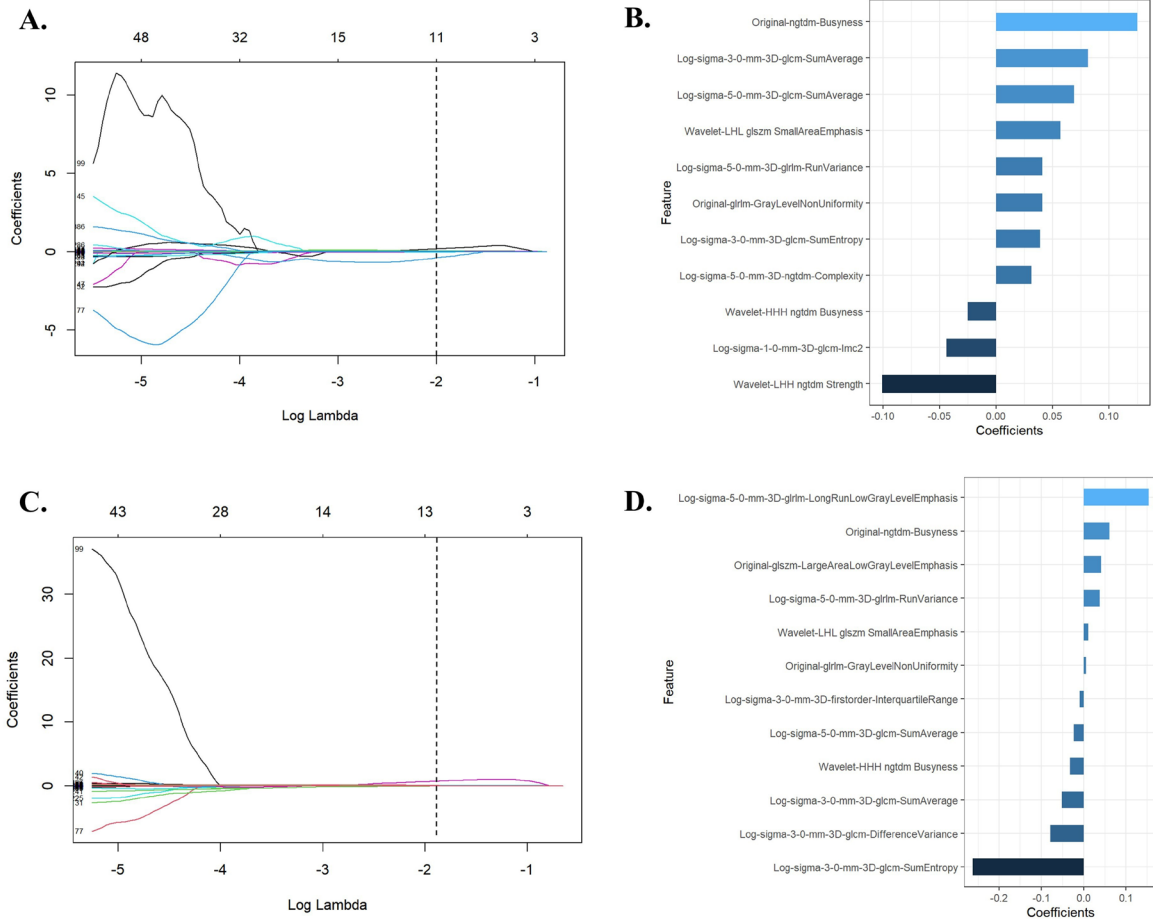 A.
48 32 15 11 3
Coefficients
10
5
0
-5
99
45
86
47
52
77
-5 -4 -3 -2 -1
Log Lambda
B.
Feature
Original-ngtdm-Busyness
Log-sigma-3-0-mm-3D-glcm-SumAverage
Log-sigma-5-0-mm-3D-glcm-SumAverage
Wavelet-LHL glszm SmallAreaEmphasis
Log-sigma-5-0-mm-3D-glrlm-RunVariance
Original-glrlm-GrayLevelNonUniformity
Log-sigma-3-0-mm-3D-glcm-SumEntropy
Log-sigma-5-0-mm-3D-ngtdm-Complexity
Wavelet-HHH ngtdm Busyness
Log-sigma-1-0-mm-3D-glcm-Imc2
Wavelet-LHH ngtdm Strength
-0.10 -0.05 0.00 0.05 0.10
Coefficients
C.
43 28 14 13 3
Coefficients
30
20
10
0
99
49
31
77
-5 -4 -3 -2 -1
Log Lambda
D.
Feature
Log-sigma-5-0-mm-3D-glrlm-LongRunLowGrayLevelEmphasis
Original-ngtdm-Busyness
Original-glszm-LargeAreaLowGrayLevelEmphasis
Log-sigma-5-0-mm-3D-glrlm-RunVariance
Wavelet-LHL glszm SmallAreaEmphasis
Original-glrlm-GrayLevelNonUniformity
Log-sigma-3-0-mm-3D-firstorder-InterquartileRange
Log-sigma-5-0-mm-3D-glcm-SumAverage
Wavelet-HHH ngtdm Busyness
Log-sigma-3-0-mm-3D-glcm-SumAverage
Log-sigma-3-0-mm-3D-glcm-DifferenceVariance
Log-sigma-3-0-mm-3D-glcm-SumEntropy
-0.2 -0.1 0.0 0.1
Coefficients